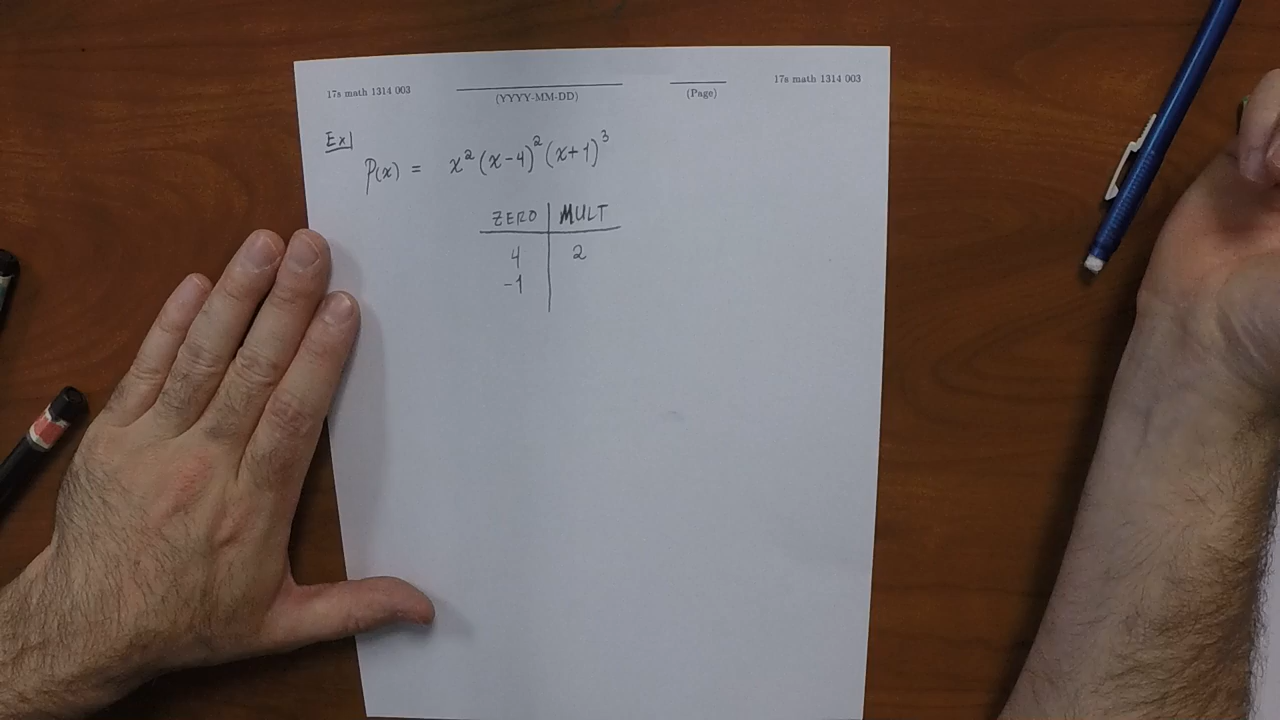 17s math 1314 003 (YYYY-MM-DD) (Page) 17s math 1314 003
Ex1
P(x) = x²(x-4)²(x+1)³
ZERO MULT
4 2
-1